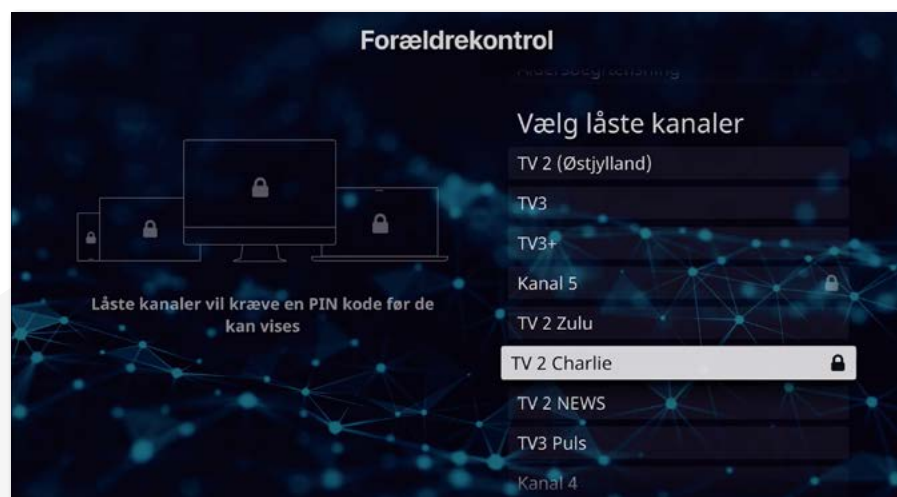 Forældrekontrol
Aldersbegrænsning
Vælg låste kanaler
TV 2 (Østjylland)
TV3
TV3+
Kanal 5
Låste kanaler vil kræve en PIN kode før de
kan vises
TV 2 Zulu
TV 2 Charlie
TV 2 NEWS
TV3 Puls
Kanal 4